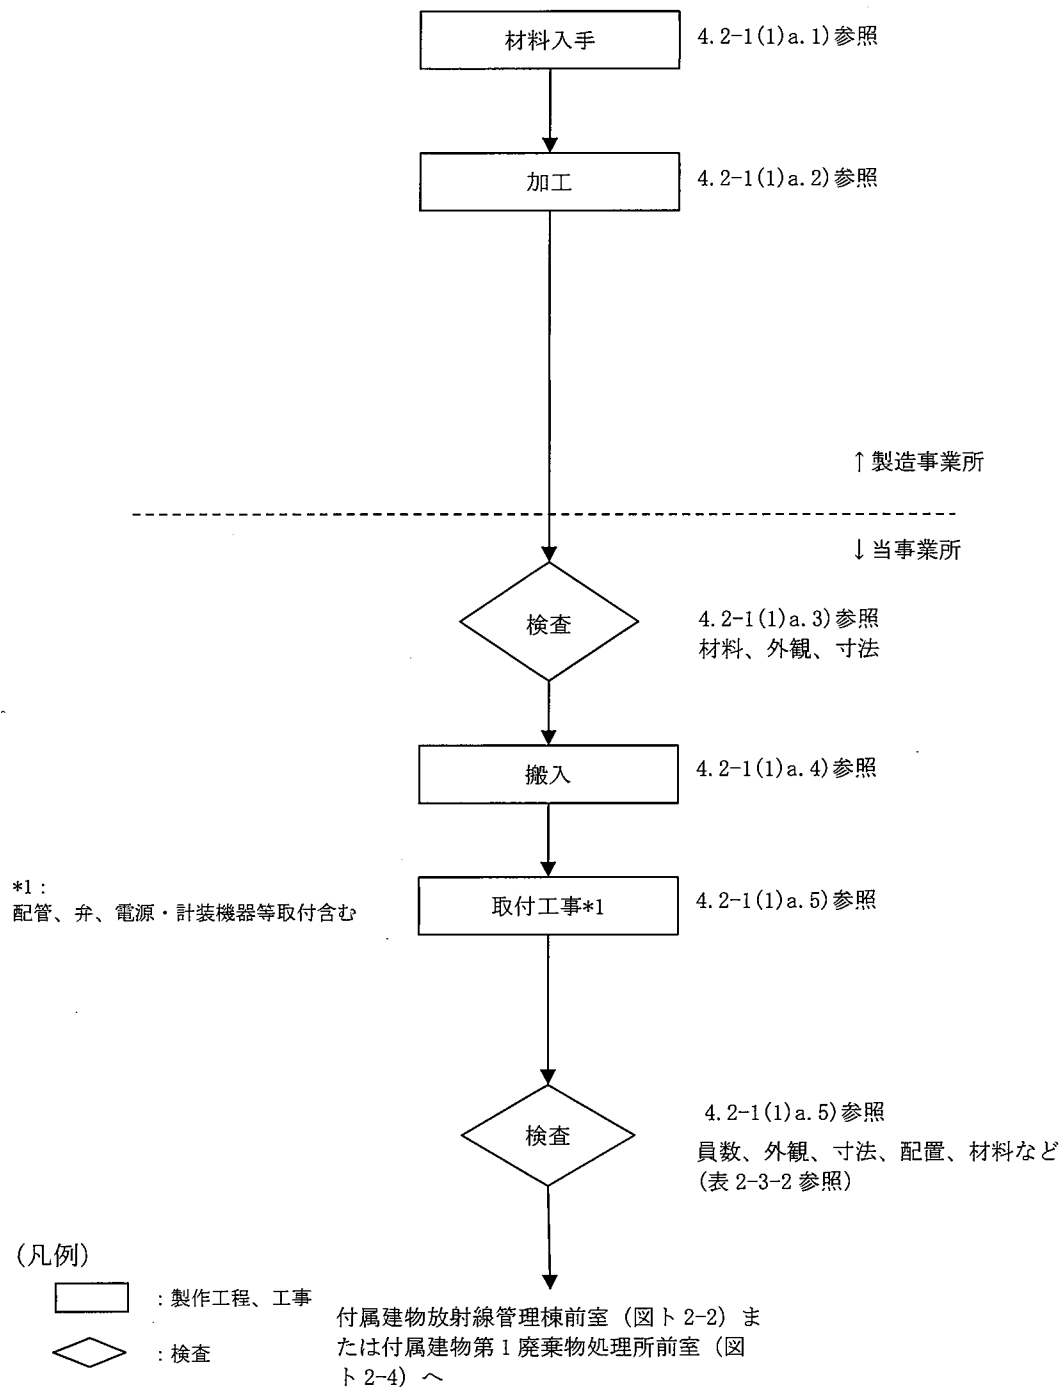 材料入手
4.2-1(1)a.1)参照
加工
4.2-1(1)a.2)参照
↑製造事業所
↓当事業所
検査
4.2-1(1)a.3)参照
材料、外観、寸法
搬入
4.2-1(1)a.4)参照
*1：
配管、弁、電源・計装機器等取付含む
取付工事*1
4.2-1(1)a.5)参照
検査
4.2-1(1)a.5)参照
員数、外観、寸法、配置、材料など
(表 2-3-2 参照)
(凡例)
：製作工程、工事
：検査
付属建物放射線管理棟前室（図ト2-2）ま
たは付属建物第1廃棄物処理所前室（図
ト2-4）へ